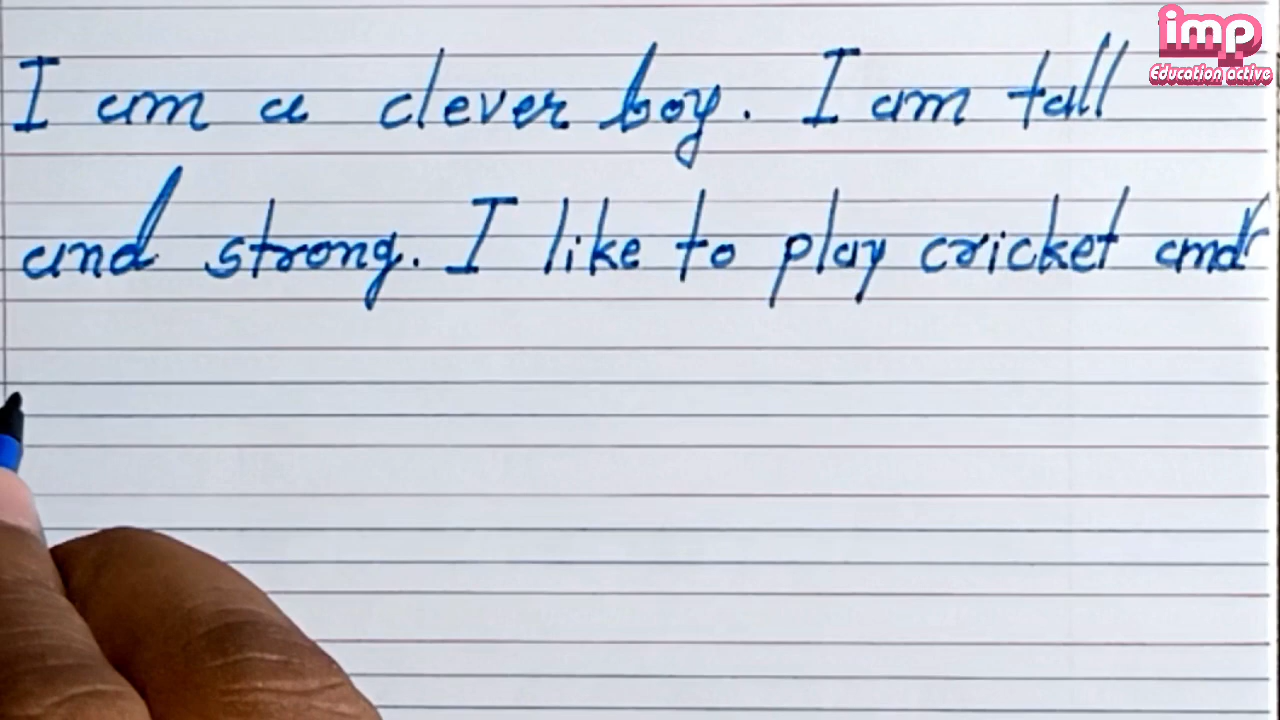 imp
Education active
I am a clever boy. I am tall
and strong. I like to play cricket and